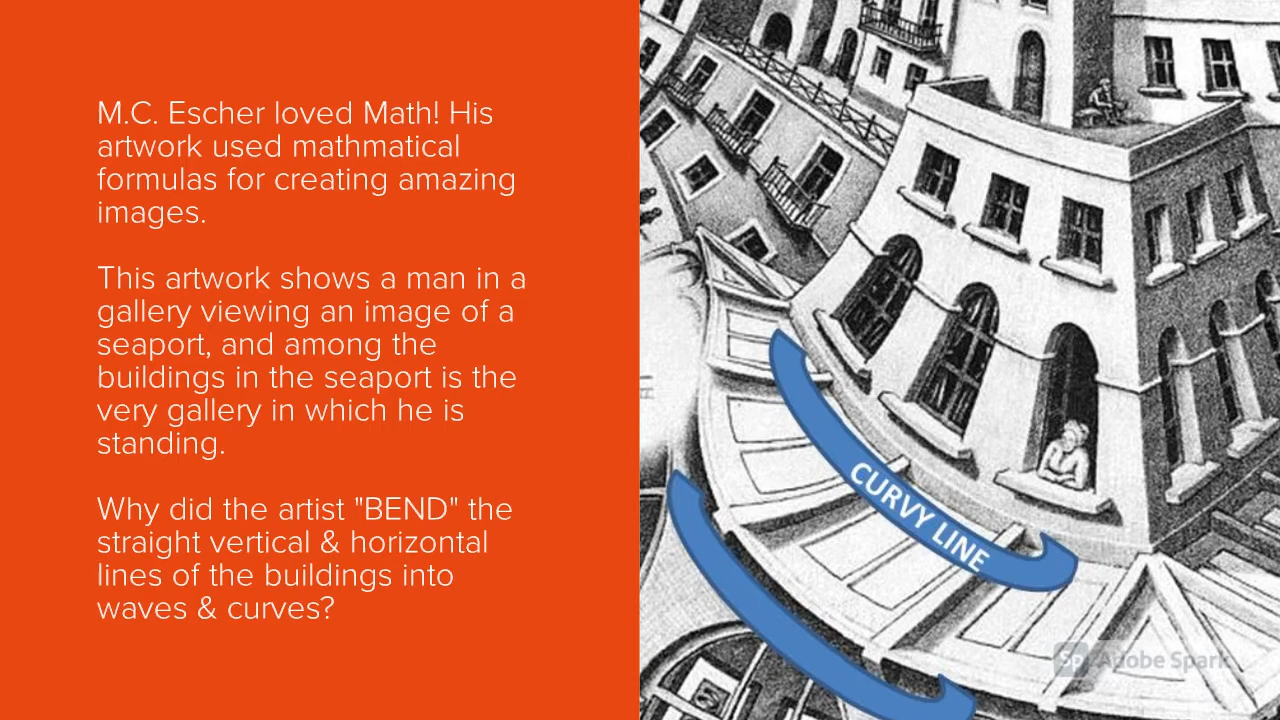 M.C. Escher loved Math! His
artwork used mathmatical
formulas for creating amazing
images.
This artwork shows a man in a
gallery viewing an image of a
seaport, and among the
buildings in the seaport is the
very gallery in which he is
standing.
Why did the artist "BEND" the
straight vertical & horizontal
lines of the buildings into
waves & curves?
CURVY LINE
Sp Adobe Spark